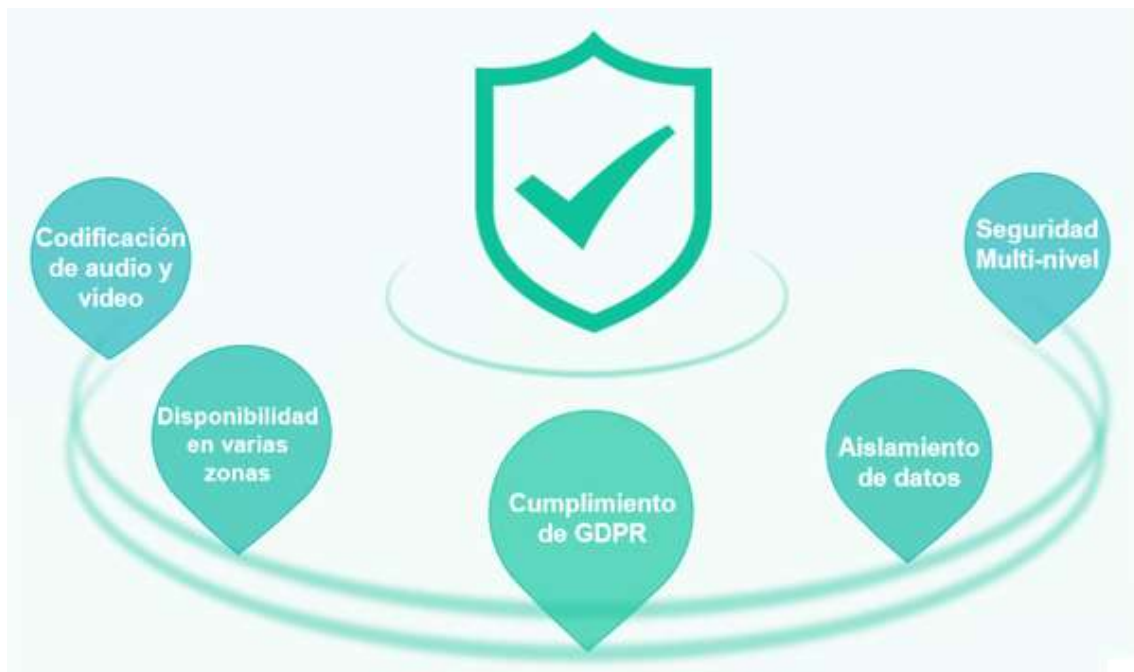 Codificación
de audio y
video
Disponibilidad
en varias
zonas
Cumplimiento
de GDPR
Aislamiento
de datos
Seguridad
Multi-nivel